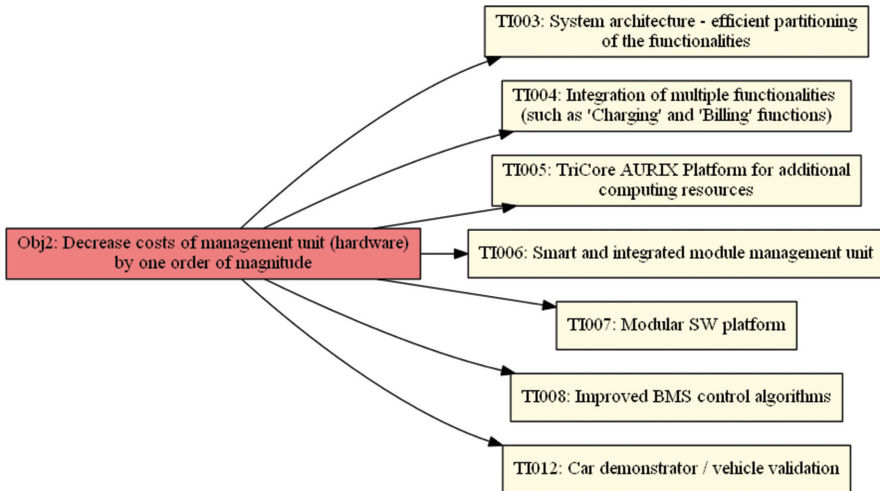 TI003: System architecture - efficient partitioning
of the functionalities
TI004: Integration of multiple functionalities
(such as 'Charging' and 'Billing' functions)
TI005: TriCore AURIX Platform for additional
computing resources
Obj2: Decrease costs of management unit (hardware)
by one order of magnitude
TI006: Smart and integrated module management unit
TI007: Modular SW platform
TI008: Improved BMS control algorithms
TI012: Car demonstrator / vehicle validation